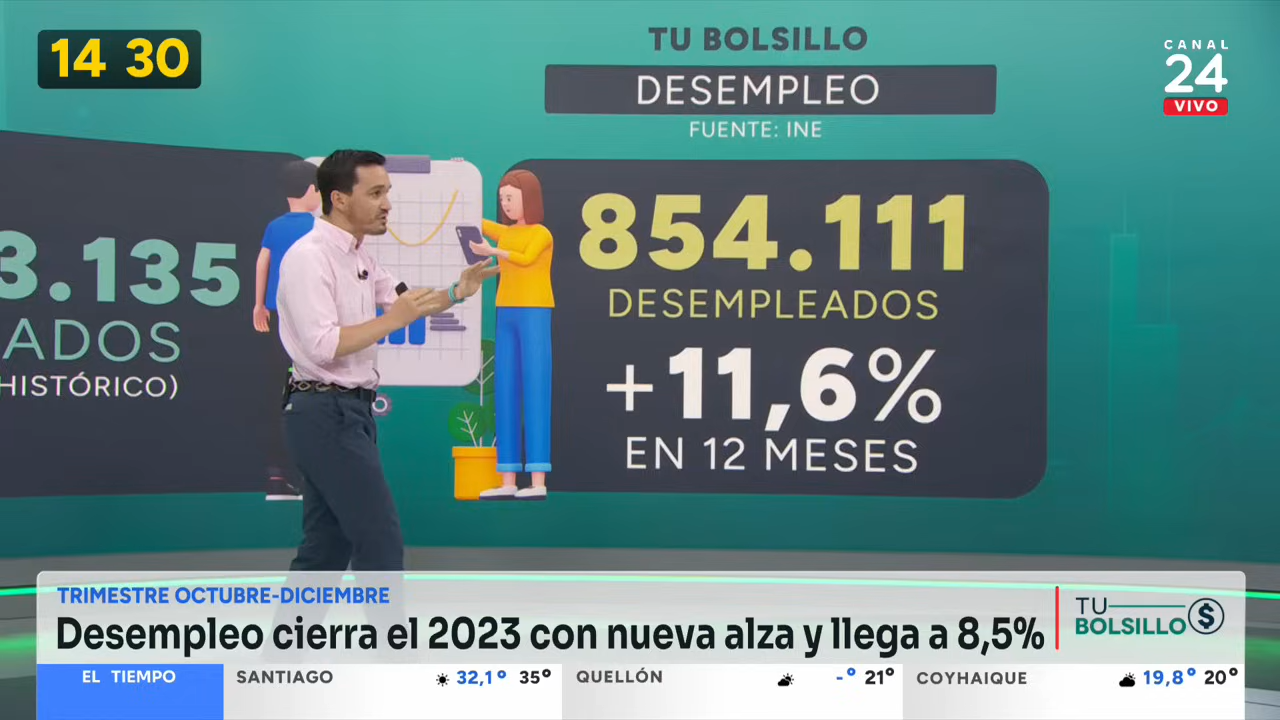 14 30
TU BOLSILLO
DESEMPLEO
FUENTE: INE
CANAL
24
VIVO
3.135
ADOS
HISTÓRICO)
854.111
DESEMPLEADOS
+11,6%
EN 12 MESES
TRIMESTRE OCTUBRE-DICIEMBRE
Desempleo cierra el 2023 con nueva alza y llega a 8,5%
TU
BOLSILLO $
EL TIEMPO SANTIAGO 32,1° 35° QUELLÓN -° 21° COYHAIQUE 19,8° 20°